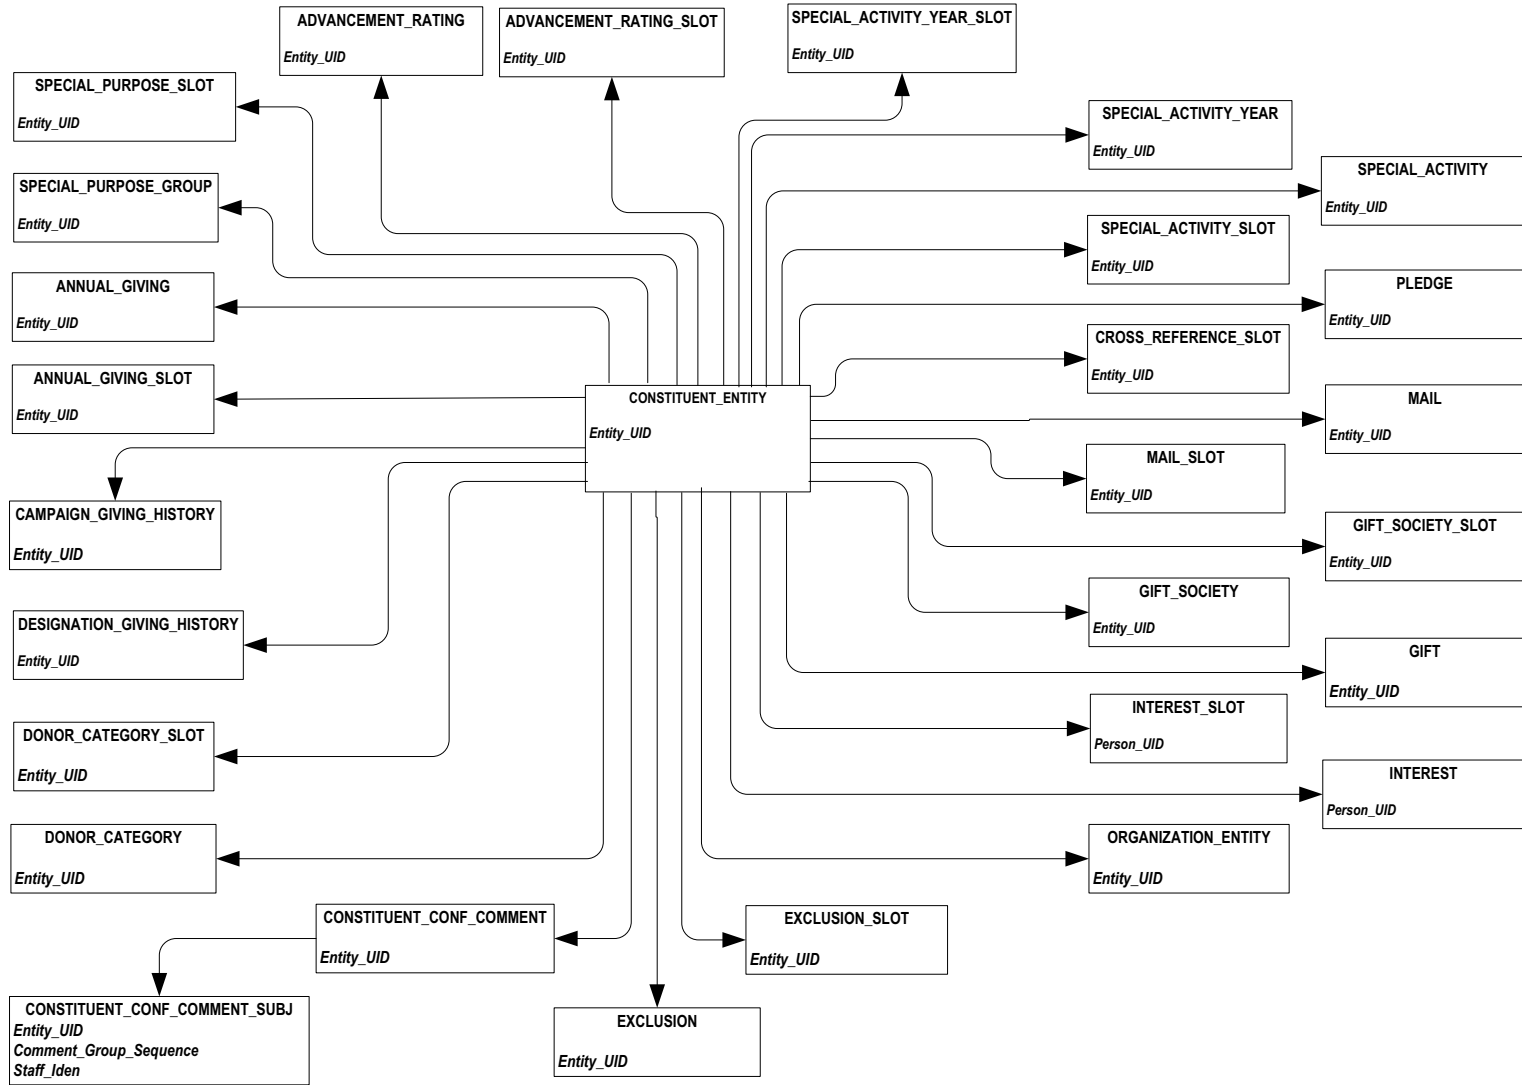 ADVANCEMENT_RATING
Entity_UID
ADVANCEMENT_RATING_SLOT
Entity_UID
SPECIAL_ACTIVITY_YEAR_SLOT
Entity_UID
SPECIAL_PURPOSE_SLOT
Entity_UID
SPECIAL_ACTIVITY_YEAR
Entity_UID
SPECIAL_ACTIVITY
Entity_UID
SPECIAL_PURPOSE_GROUP
Entity_UID
SPECIAL_ACTIVITY_SLOT
Entity_UID
ANNUAL_GIVING
Entity_UID
PLEDGE
Entity_UID
CROSS_REFERENCE_SLOT
Entity_UID
ANNUAL_GIVING_SLOT
Entity_UID
CONSTITUENT_ENTITY
Entity_UID
MAIL
Entity_UID
MAIL_SLOT
Entity_UID
CAMPAIGN_GIVING_HISTORY
Entity_UID
GIFT_SOCIETY_SLOT
Entity_UID
GIFT_SOCIETY
Entity_UID
DESIGNATION_GIVING_HISTORY
Entity_UID
GIFT
Entity_UID
INTEREST_SLOT
Person_UID
DONOR_CATEGORY_SLOT
Entity_UID
INTEREST
Person_UID
DONOR_CATEGORY
Entity_UID
ORGANIZATION_ENTITY
Entity_UID
CONSTITUENT_CONF_COMMENT
Entity_UID
EXCLUSION_SLOT
Entity_UID
CONSTITUENT_CONF_COMMENT_SUBJ
Entity_UID
Comment_Group_Sequence
Staff_Iden
EXCLUSION
Entity_UID